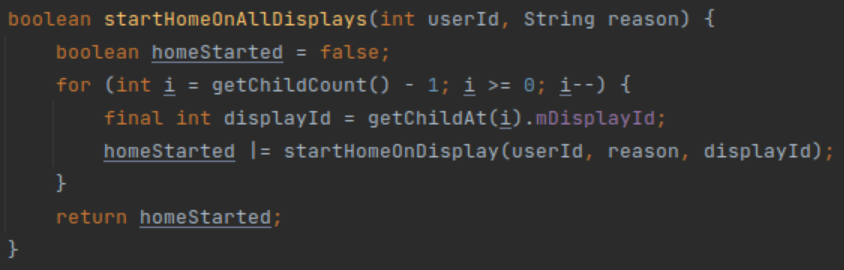 boolean startHomeOnAllDisplays(int userId, String reason) {
    boolean homeStarted = false;
    for (int i = getChildCount() - 1; i >= 0; i--) {
        final int displayId = getChildAt(i).mDisplayId;
        homeStarted |= startHomeOnDisplay(userId, reason, displayId);
    }
    return homeStarted;
}